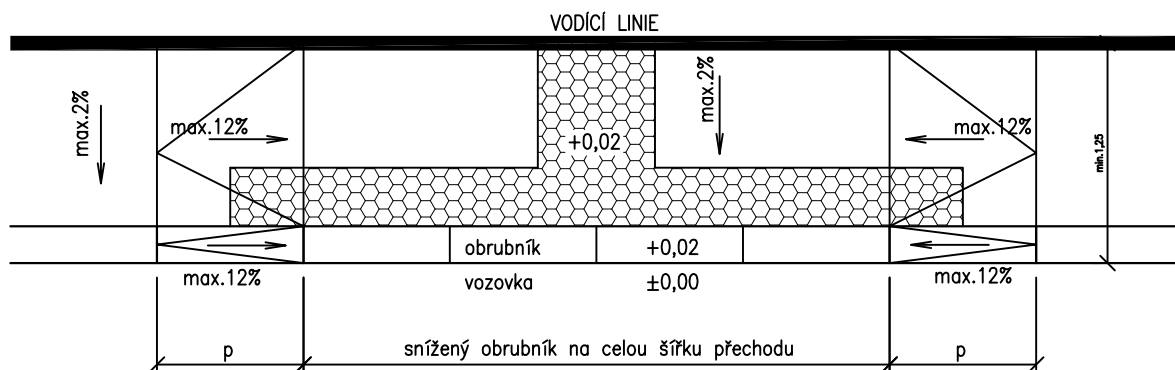 VODÍCÍ LINIE
max.2%
max.2%
max.12%
+0,02
max.12%
min.1,25
obrubník +0,02
max.12%
vozovka ±0,00
max.12%
p
snížený obrubník na celou šířku přechodu
p